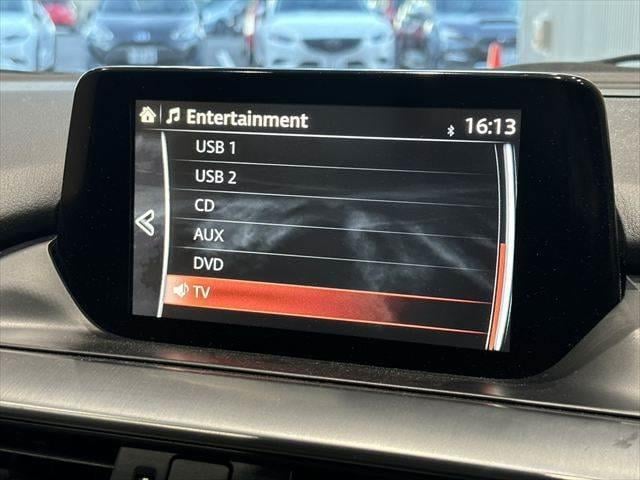 Entertainment
16:13
USB 1
USB 2
CD
AUX
DVD
TV